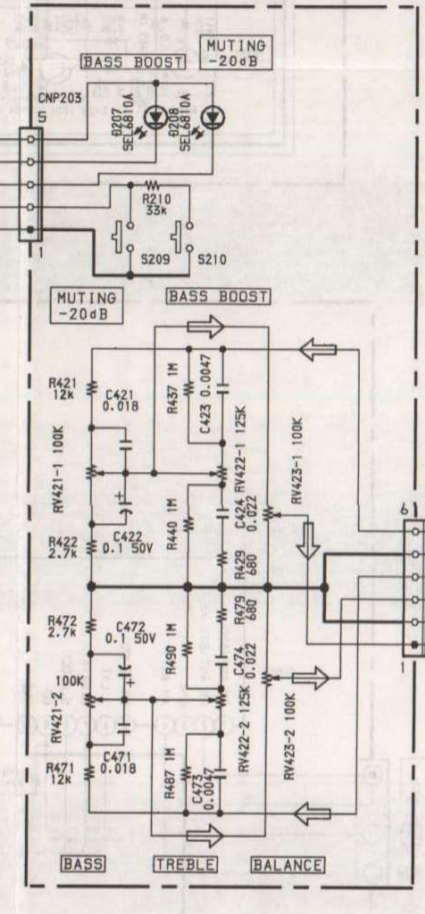 MUTING
-20dB
BASS BOOST
CNP203
5
D207
SEL6810A
D208
SEL6810A
R210
33k
1
S209
S210
MUTING
-20dB
BASS BOOST
R421
12k
C421
0.018
R437 1M
C423 0.0047
RV421-1 100K
RV422-1 125K
RV423-1 100K
R422
2.7k
C422
0.1 50V
R440 1M
C424
0.022
R429
680
6
R472
2.7k
C472
0.1 50V
R479
680
R490 1M
C474
0.022
1
100K
RV421-2
RV422-2 125K
RV423-2 100K
R471
12k
C471
0.018
R487 1M
C473
0.0047
BASS
TREBLE
BALANCE